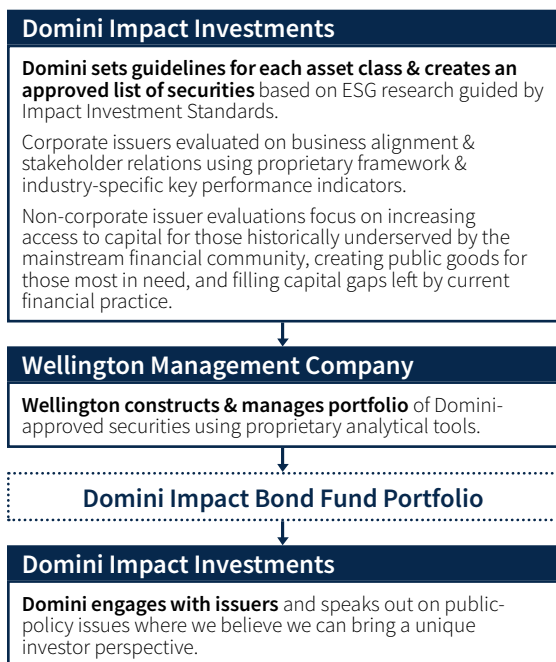 Domini Impact Investments
Domini sets guidelines for each asset class & creates an
approved list of securities based on ESG research guided by
Impact Investment Standards.
Corporate issuers evaluated on business alignment &
stakeholder relations using proprietary framework &
industry-specific key performance indicators.
Non-corporate issuer evaluations focus on increasing
access to capital for those historically underserved by the
mainstream financial community, creating public goods for
those most in need, and filling capital gaps left by current
financial practice.
Wellington Management Company
Wellington constructs & manages portfolio of Domini-
approved securities using proprietary analytical tools.
Domini Impact Bond Fund Portfolio
Domini Impact Investments
Domini engages with issuers and speaks out on public-
policy issues where we believe we can bring a unique
investor perspective.